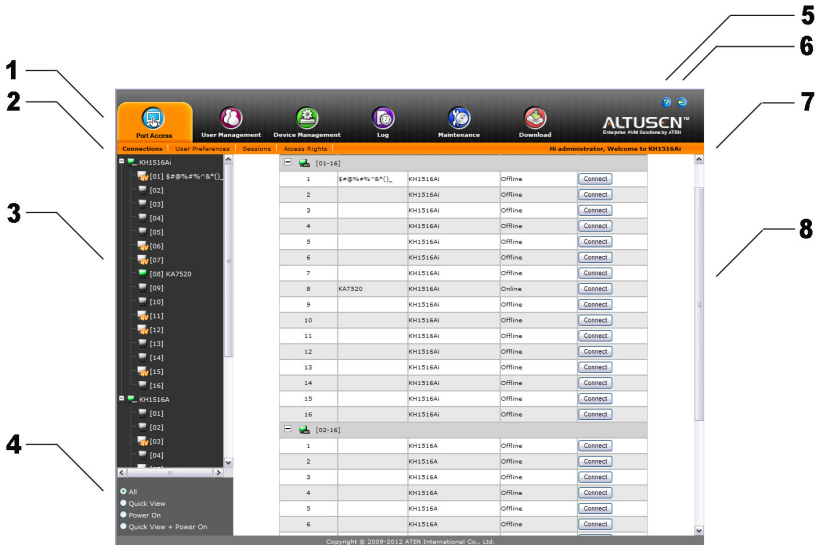 5
6
1
2
7
3
8
4
ALTUSCN™
Enterprise KVM Solutions by ATEN
Port Access User Management Device Management Log Maintenance Download
Connections User Preferences Sessions Access Rights Hi administrator, Welcome to KH1516Ai
KH1516Ai
[01] $#@%#%^&*()_
[02]
[03]
[04]
[05]
[06]
[07]
[08] KA7520
[09]
[10]
[11]
[12]
[13]
[14]
[15]
[16]
KH1516A
[01]
[02]
[03]
[04]
All
Quick View
Power On
Quick View + Power On
[01-16]
1 $#@%#%^&*()_ KH1516Ai Offline Connect
2 KH1516Ai Offline Connect
3 KH1516Ai Offline Connect
4 KH1516Ai Offline Connect
5 KH1516Ai Offline Connect
6 KH1516Ai Offline Connect
7 KH1516Ai Offline Connect
8 KA7520 KH1516Ai Online Connect
9 KH1516Ai Offline Connect
10 KH1516Ai Offline Connect
11 KH1516Ai Offline Connect
12 KH1516Ai Offline Connect
13 KH1516Ai Offline Connect
14 KH1516Ai Offline Connect
15 KH1516Ai Offline Connect
16 KH1516Ai Offline Connect
[02-16]
1 KH1516A Offline Connect
2 KH1516A Offline Connect
3 KH1516A Offline Connect
4 KH1516A Offline Connect
5 KH1516A Offline Connect
6 KH1516A Offline Connect
Copyright © 2009-2012 ATEN International Co., Ltd.